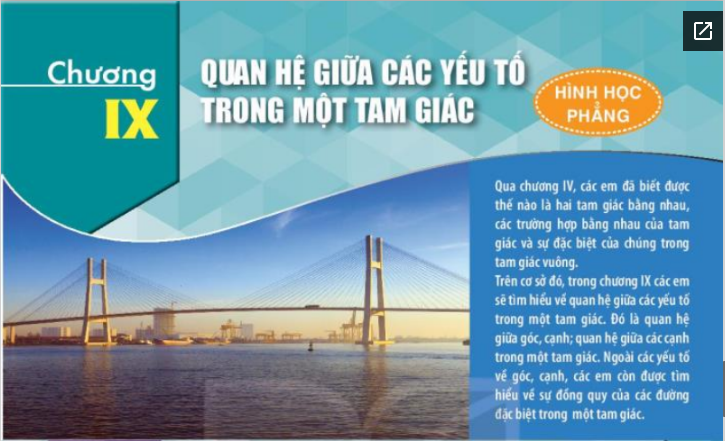 Chương
IX
QUAN HỆ GIỮA CÁC YẾU TỐ
TRONG MỘT TAM GIÁC
HÌNH HỌC
PHẲNG
Qua chương IV, các em đã biết được
thế nào là hai tam giác bằng nhau,
các trường hợp bằng nhau của tam
giác và sự đặc biệt của chúng trong
tam giác vuông.
Trên cơ sở đó, trong chương IX các em
sẽ tìm hiểu về quan hệ giữa các yếu tố
trong một tam giác. Đó là quan hệ
giữa góc, cạnh; quan hệ giữa các cạnh
trong một tam giác. Ngoài các yếu tố
về góc, cạnh, các em còn được tìm
hiểu về sự đồng quy của các đường
đặc biệt trong một tam giác.